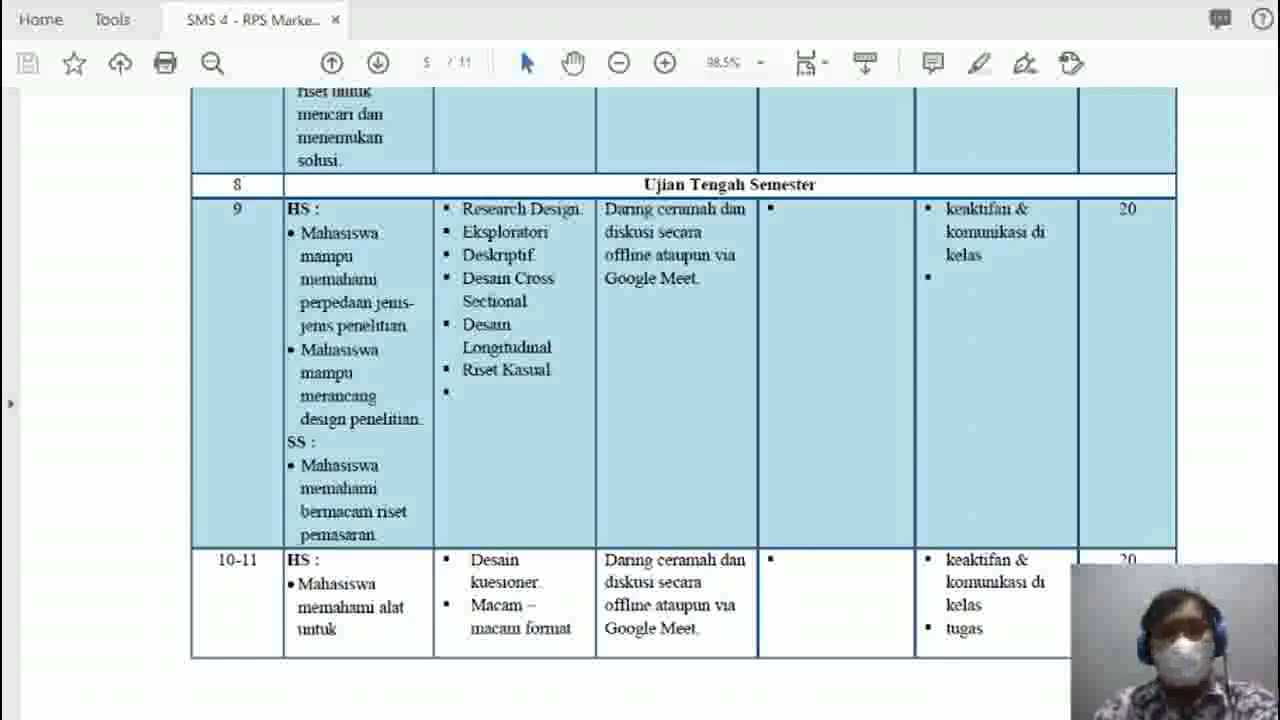 Home Tools SMS 4 - RPS Marke... ×
5 / 11 98.5%
riset untuk
mencari dan
menemukan
solusi.
8 Ujian Tengah Semester
9
HS :
• Mahasiswa
mampu
memahami
perpedaan jenis-
jenis penelitian
• Mahasiswa
mampu
merancang
design penelitian.
SS :
• Mahasiswa
memahami
bermacam riset
pemasaran
▪ Research Design.
▪ Eksploratori
▪ Deskriptif.
▪ Desain Cross
Sectional
▪ Desain
Longitudinal
▪ Riset Kasual
▪
Daring ceramah dan
diskusi secara
offline ataupun via
Google Meet.
▪
▪ keaktifan &
komunikasi di
kelas
▪
20
10-11
HS :
• Mahasiswa
memahami alat
untuk
▪ Desain
kuesioner.
▪ Macam –
macam format
Daring ceramah dan
diskusi secara
offline ataupun via
Google Meet.
▪
▪ keaktifan &
komunikasi di
kelas
▪ tugas
20